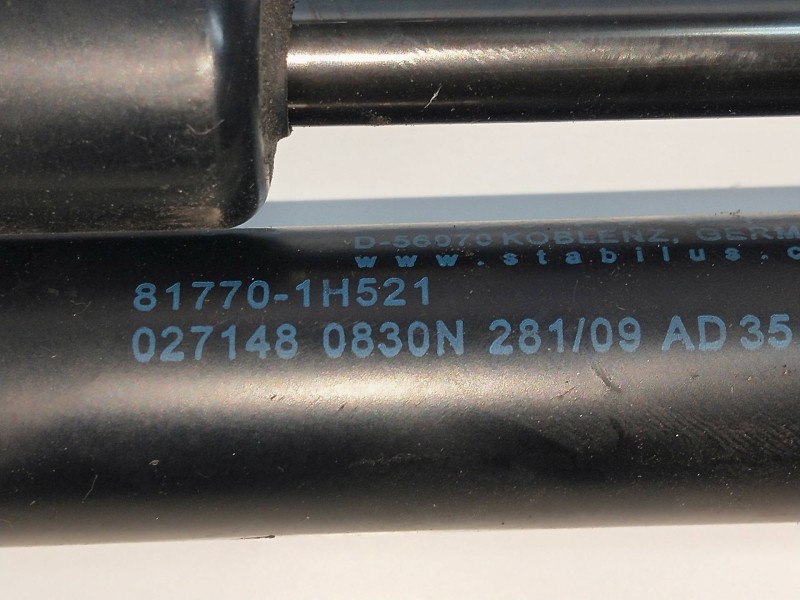 D-56070 KOBLENZ, GERM
www.stabilus.c
81770-1H521
027148 0830N 281/09 AD 35